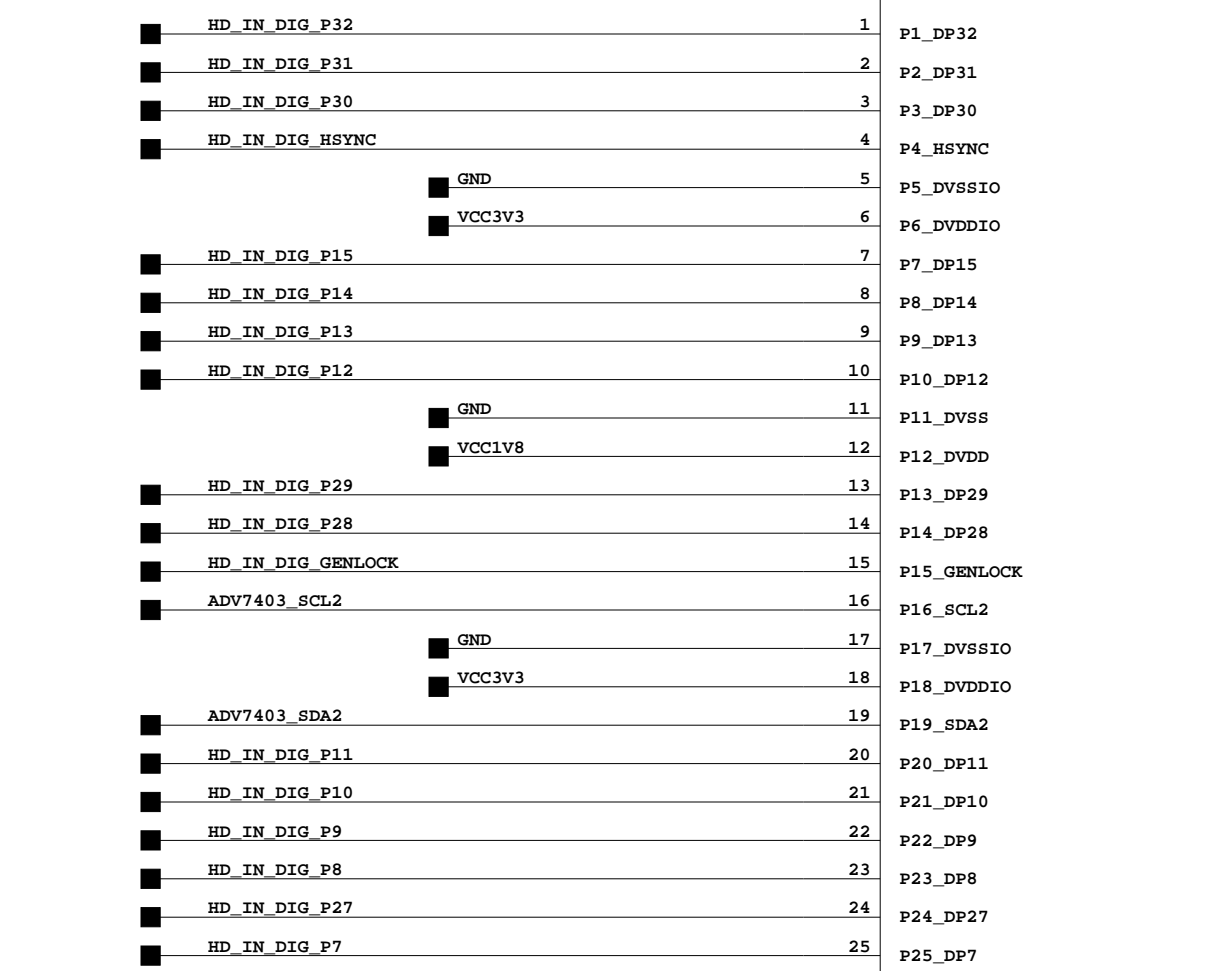 HD_IN_DIG_P32 1 P1_DP32
HD_IN_DIG_P31 2 P2_DP31
HD_IN_DIG_P30 3 P3_DP30
HD_IN_DIG_HSYNC 4 P4_HSYNC
GND 5 P5_DVSSIO
VCC3V3 6 P6_DVDDIO
HD_IN_DIG_P15 7 P7_DP15
HD_IN_DIG_P14 8 P8_DP14
HD_IN_DIG_P13 9 P9_DP13
HD_IN_DIG_P12 10 P10_DP12
GND 11 P11_DVSS
VCC1V8 12 P12_DVDD
HD_IN_DIG_P29 13 P13_DP29
HD_IN_DIG_P28 14 P14_DP28
HD_IN_DIG_GENLOCK 15 P15_GENLOCK
ADV7403_SCL2 16 P16_SCL2
GND 17 P17_DVSSIO
VCC3V3 18 P18_DVDDIO
ADV7403_SDA2 19 P19_SDA2
HD_IN_DIG_P11 20 P20_DP11
HD_IN_DIG_P10 21 P21_DP10
HD_IN_DIG_P9 22 P22_DP9
HD_IN_DIG_P8 23 P23_DP8
HD_IN_DIG_P27 24 P24_DP27
HD_IN_DIG_P7 25 P25_DP7